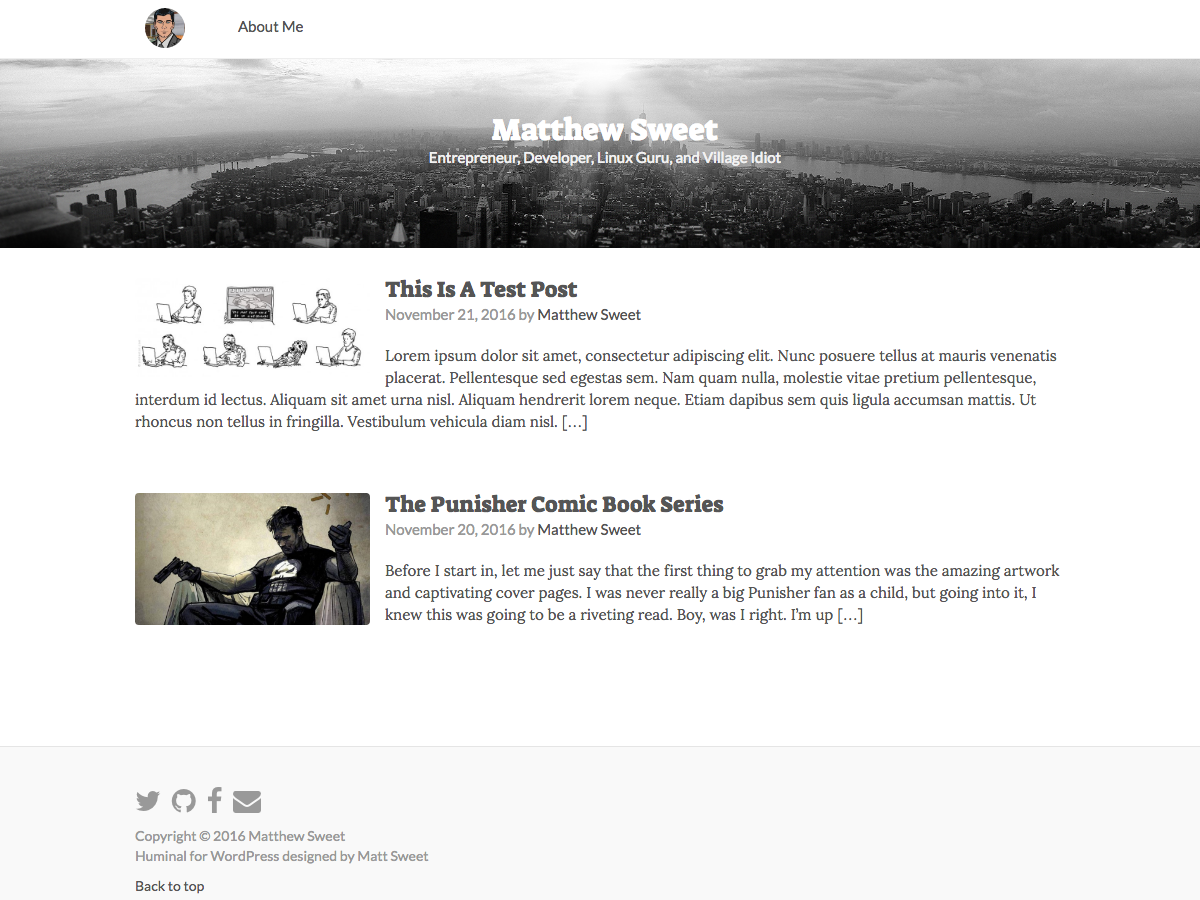 About Me
Matthew Sweet
Entrepreneur, Developer, Linux Guru, and Village Idiot
This Is A Test Post
November 21, 2016 by Matthew Sweet
Lorem ipsum dolor sit amet, consectetur adipiscing elit. Nunc posuere tellus at mauris venenatis
placerat. Pellentesque sed egestas sem. Nam quam nulla, molestie vitae pretium pellentesque,
interdum id lectus. Aliquam sit amet urna nisl. Aliquam hendrerit lorem neque. Etiam dapibus sem quis ligula accumsan mattis. Ut
rhoncus non tellus in fringilla. Vestibulum vehicula diam nisl. […]
The Punisher Comic Book Series
November 20, 2016 by Matthew Sweet
Before I start in, let me just say that the first thing to grab my attention was the amazing artwork
and captivating cover pages. I was never really a big Punisher fan as a child, but going into it, I
knew this was going to be a riveting read. Boy, was I right. I’m up […]
Copyright © 2016 Matthew Sweet
Huminal for WordPress designed by Matt Sweet
Back to top